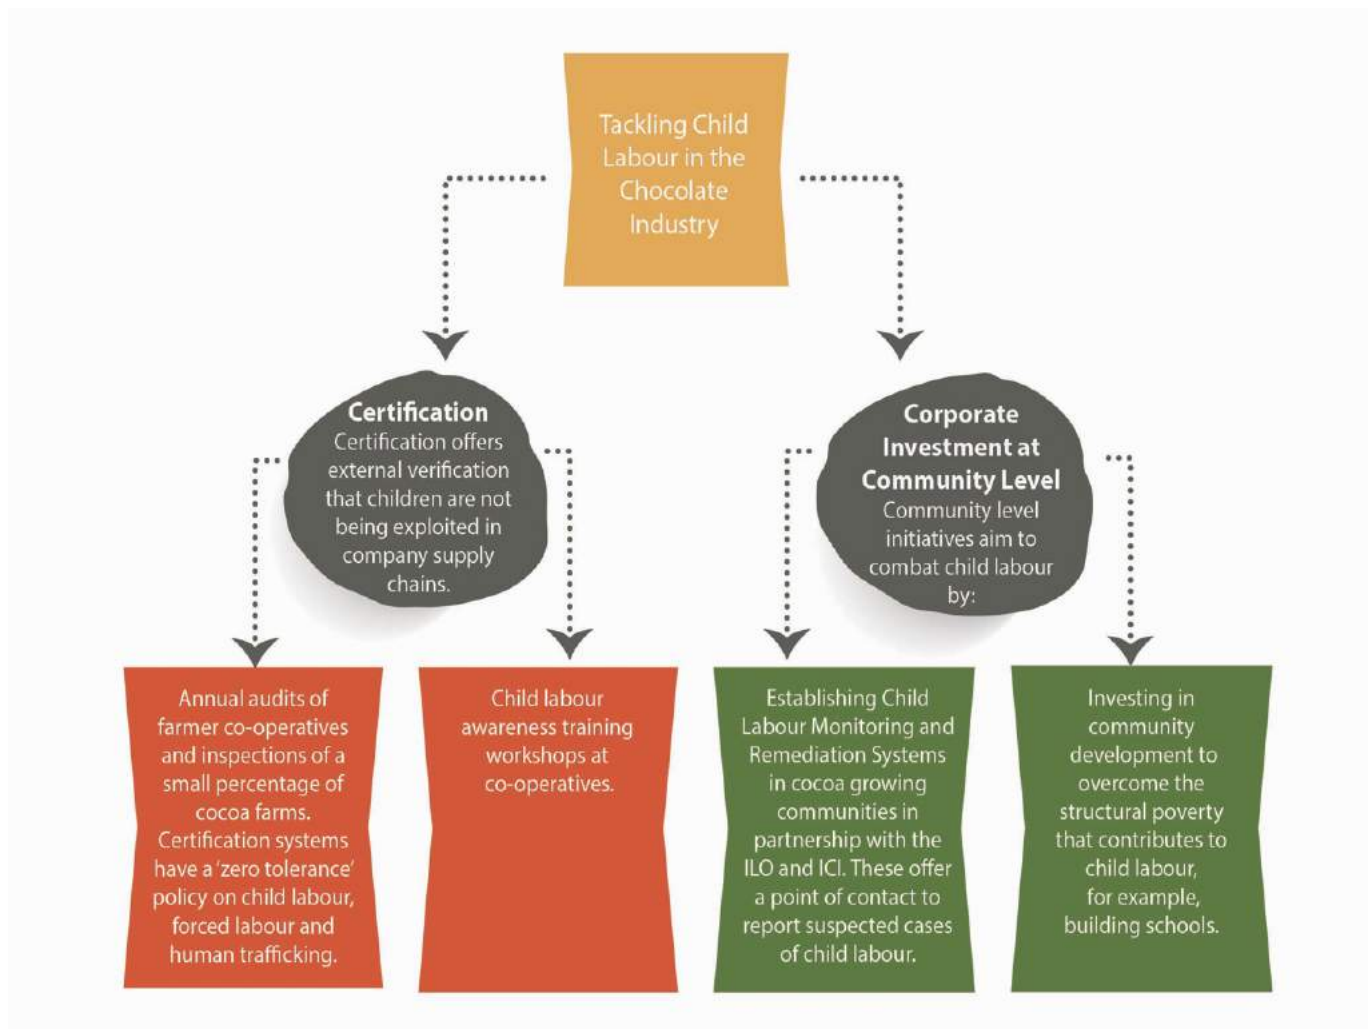 Tackling Child
Labour in the
Chocolate
Industry
Certification
Certification offers
external verification
that children are not
being exploited in
company supply
chains.
Corporate
Investment at
Community Level
Community level
initiatives aim to
combat child labour
by:
Annual audits of
farmer co-operatives
and inspections of a
small percentage of
cocoa farms.
Certification systems
have a ‘zero tolerance’
policy on child labour,
forced labour and
human trafficking.
Child labour
awareness training
workshops at
co-operatives.
Establishing Child
Labour Monitoring and
Remediation Systems
in cocoa growing
communities in
partnership with the
ILO and ICI. These offer
a point of contact to
report suspected cases
of child labour.
Investing in
community
development to
overcome the
structural poverty
that contributes to
child labour,
for example,
building schools.